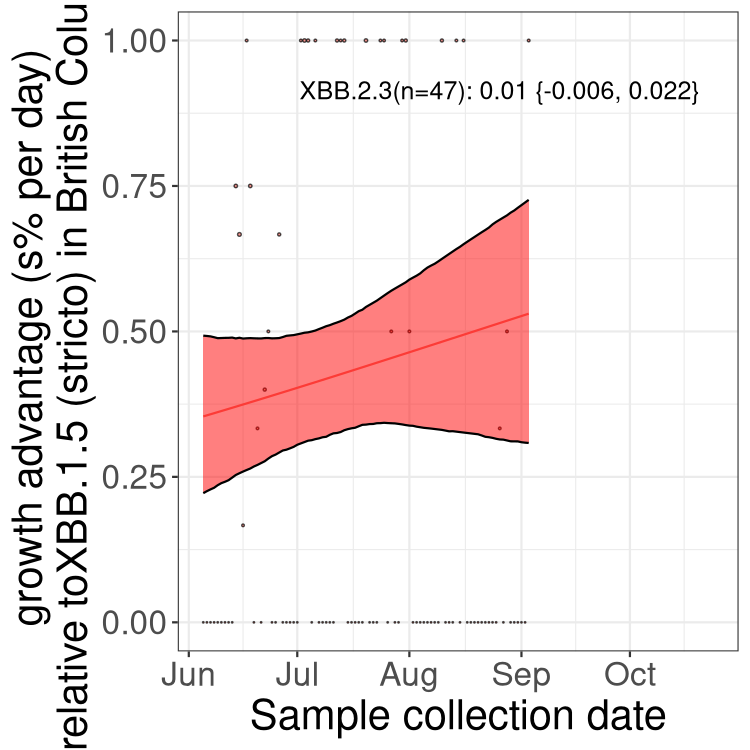 growth advantage (s% per day)
relative toXBB.1.5 (stricto) in British Colu
1.00
0.75
0.50
0.25
0.00
XBB.2.3(n=47): 0.01 {-0.006, 0.022}
Jun Jul Aug Sep Oct
Sample collection date